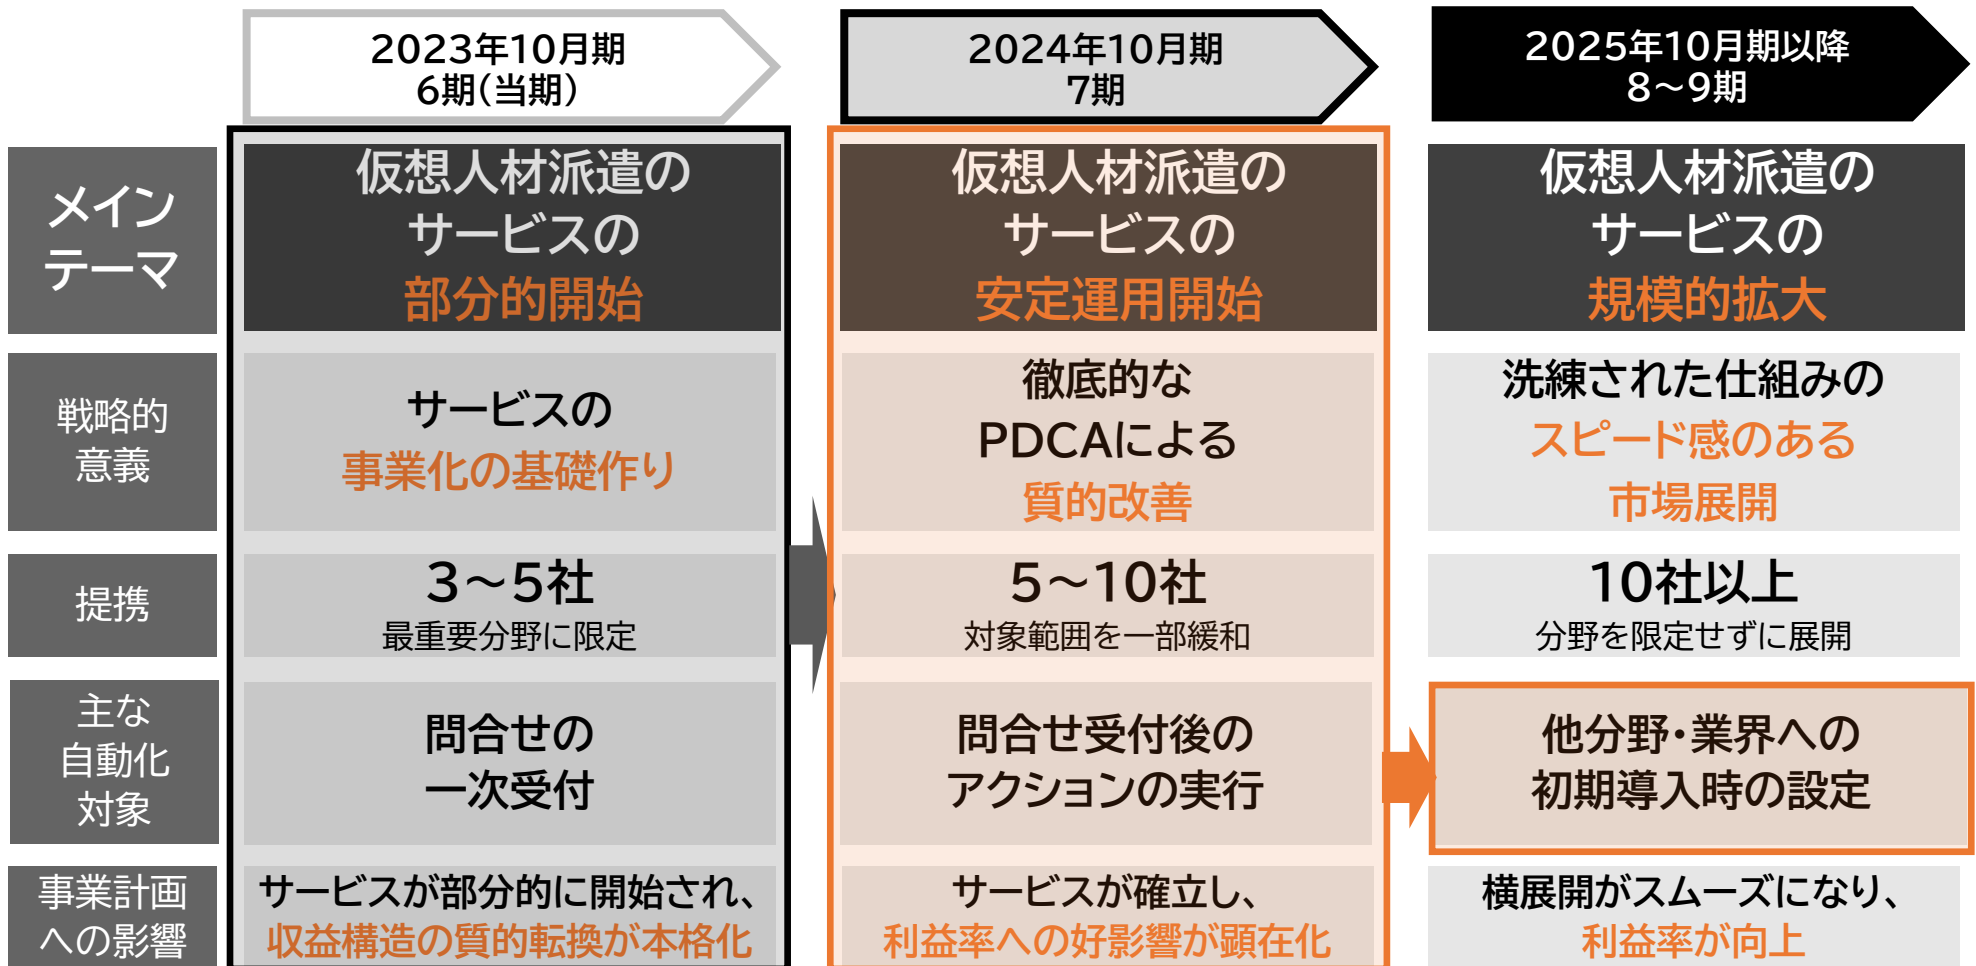 2023年10月期
6期(当期)
2024年10月期
7期
2025年10月期以降
8～9期
メイン
テーマ
仮想人材派遣の
サービスの
部分的開始
仮想人材派遣の
サービスの
安定運用開始
仮想人材派遣の
サービスの
規模的拡大
戦略的
意義
サービスの
事業化の基礎作り
徹底的な
PDCAによる
質的改善
洗練された仕組みの
スピード感のある
市場展開
提携
3～5社
最重要分野に限定
5～10社
対象範囲を一部緩和
10社以上
分野を限定せずに展開
主な
自動化
対象
問合せの
一次受付
問合せ受付後の
アクションの実行
他分野・業界への
初期導入時の設定
事業計画
への影響
サービスが部分的に開始され、
収益構造の質的転換が本格化
サービスが確立し、
利益率への好影響が顕在化
横展開がスムーズになり、
利益率が向上